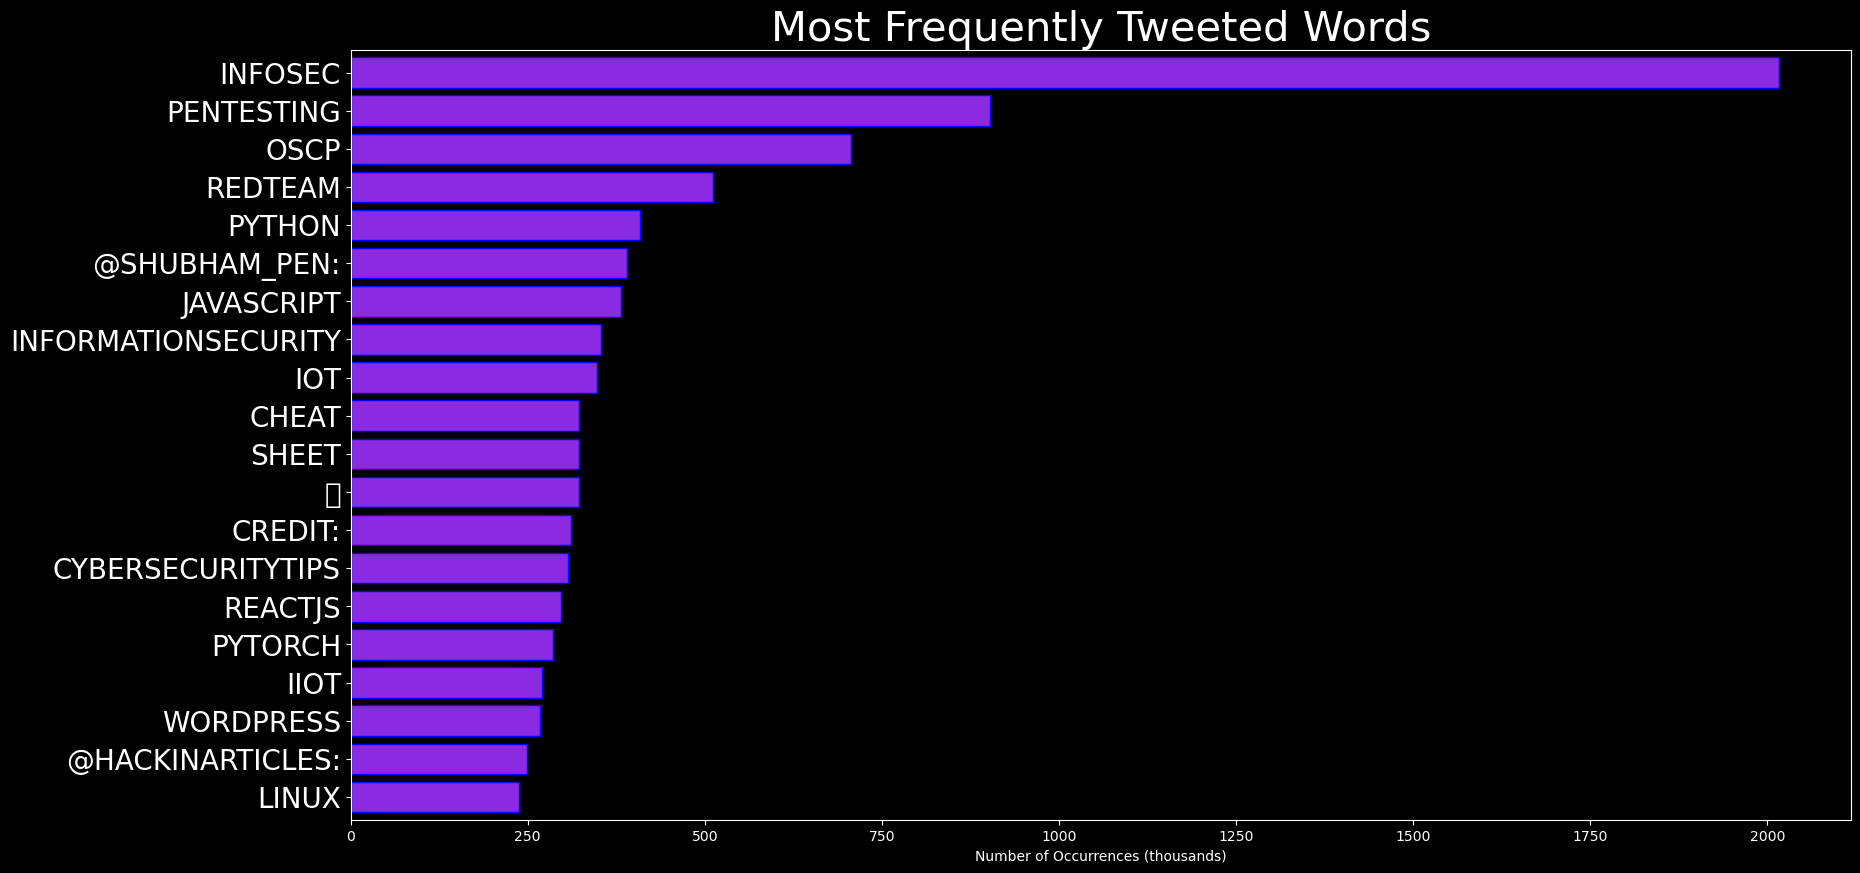 Most Frequently Tweeted Words
INFOSEC
PENTESTING
OSCP
REDTEAM
PYTHON
@SHUBHAM_PEN:
JAVASCRIPT
INFORMATIONSECURITY
IOT
CHEAT
SHEET
CREDIT:
CYBERSECURITYTIPS
REACTJS
PYTORCH
IIOT
WORDPRESS
@HACKINARTICLES:
LINUX
0 250 500 750 1000 1250 1500 1750 2000
Number of Occurrences (thousands)